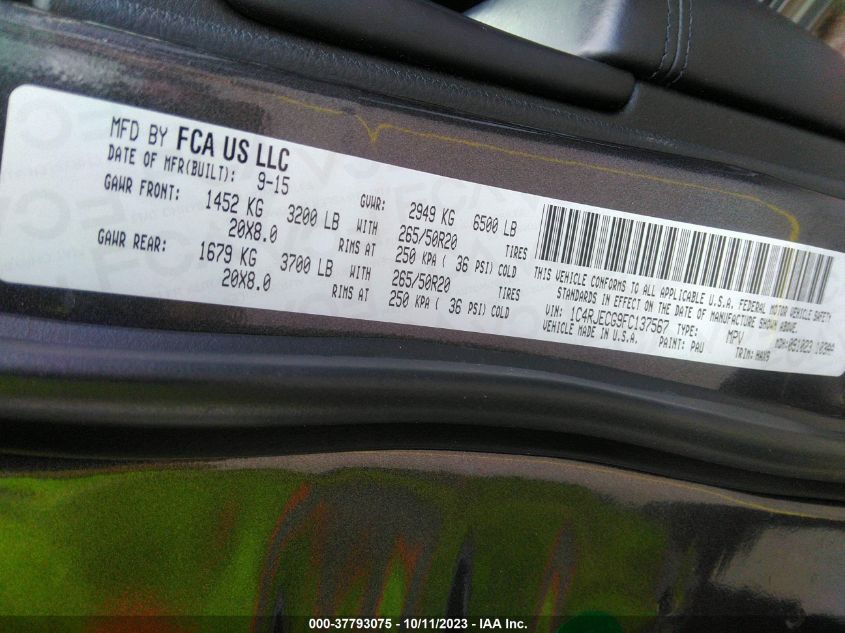 MFD BY FCA US LLC
DATE OF MFR(BUILT): 9-15
GAWR FRONT: 1452 KG 3200 LB WITH
20X8.0 RIMS AT
GAWR REAR: 1679 KG 3700 LB WITH
20X8.0 RIMS AT
GVWR: 2949 KG 6500 LB
265/50R20 TIRES
250 KPA ( 36 PSI) COLD
265/50R20 TIRES
250 KPA ( 36 PSI) COLD
THIS VEHICLE CONFORMS TO ALL APPLICABLE U.S.A. FEDERAL MOTOR VEHICLE SAFETY
STANDARDS IN EFFECT ON THE DATE OF MANUFACTURE SHOWN ABOVE.
VIN: 1C4RJECG9FC137567 TYPE: MPV MDH:051023 10399
VEHICLE MADE IN U.S.A. PAINT: PAU TRIM:
000-37793075 - 10/11/2023 - IAA Inc.